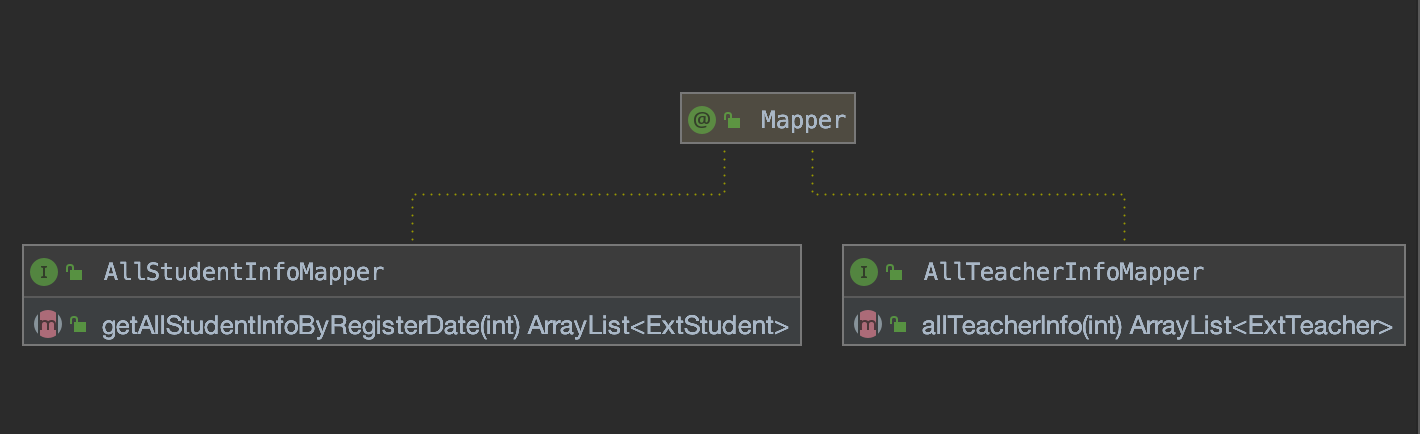 @ Mapper
I AllStudentInfoMapper
m getAllStudentInfoByRegisterDate(int) ArrayList<ExtStudent>
I AllTeacherInfoMapper
m allTeacherInfo(int) ArrayList<ExtTeacher>